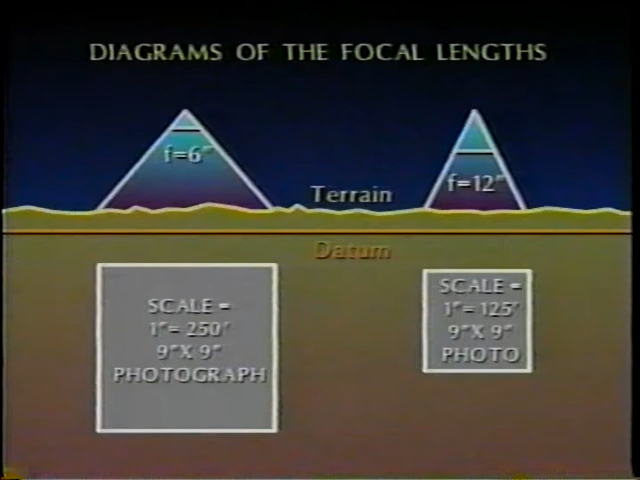 DIAGRAMS OF THE FOCAL LENGTHS
f=6"
f=12"
Terrain
Datum
SCALE =
1"= 250'
9"X 9"
PHOTOGRAPH
SCALE =
1"= 125'
9"X 9"
PHOTO